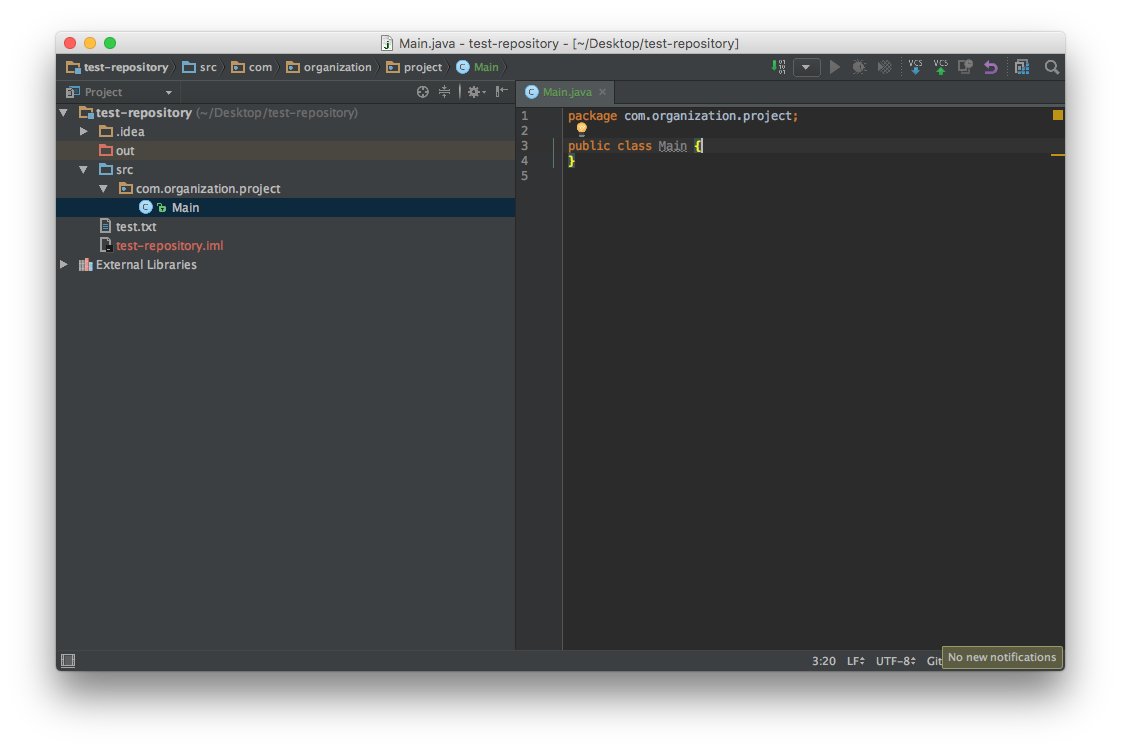 Main.java - test-repository - [~/Desktop/test-repository]
test-repository src com organization project Main
VCS VCS
Project
Main.java
test-repository (~/Desktop/test-repository)
.idea
out
src
com.organization.project
Main
test.txt
test-repository.iml
External Libraries
1 package com.organization.project;
2
3 public class Main {
4 }
5
3:20 LF UTF-8 Git
No new notifications